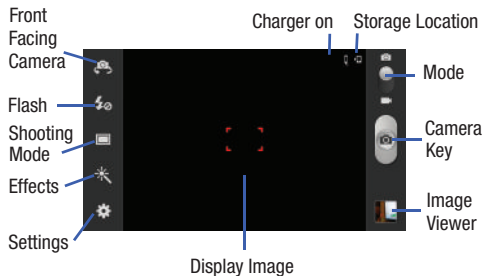 Front
Facing
Camera
Charger on
Storage Location
Flash
Mode
Shooting
Mode
Camera
Key
Effects
Image
Viewer
Settings
Display Image